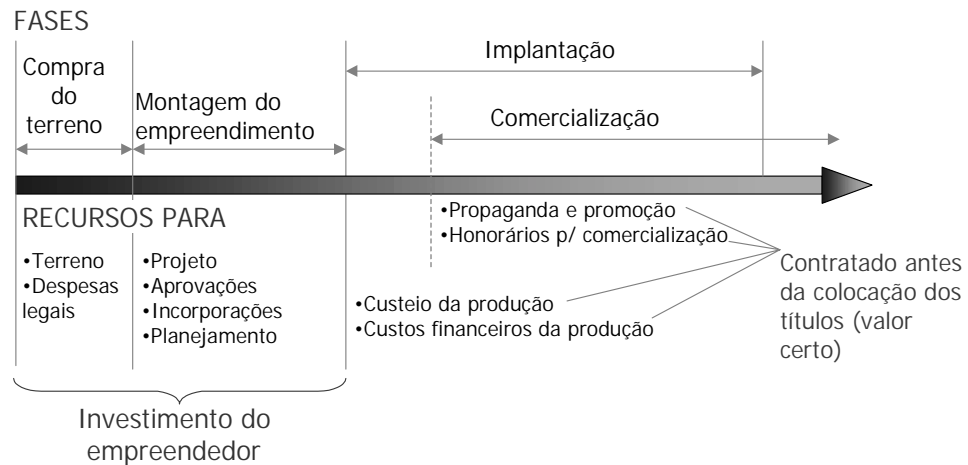 FASES
Compra
do
terreno
Montagem do
empreendimento
Implantação
Comercialização
RECURSOS PARA
•Terreno
•Despesas
legais
•Projeto
•Aprovações
•Incorporações
•Planejamento
•Propaganda e promoção
•Honorários p/ comercialização
•Custeio da produção
•Custos financeiros da produção
Contratado antes
da colocação dos
títulos (valor
certo)
Investimento do
empreendedor